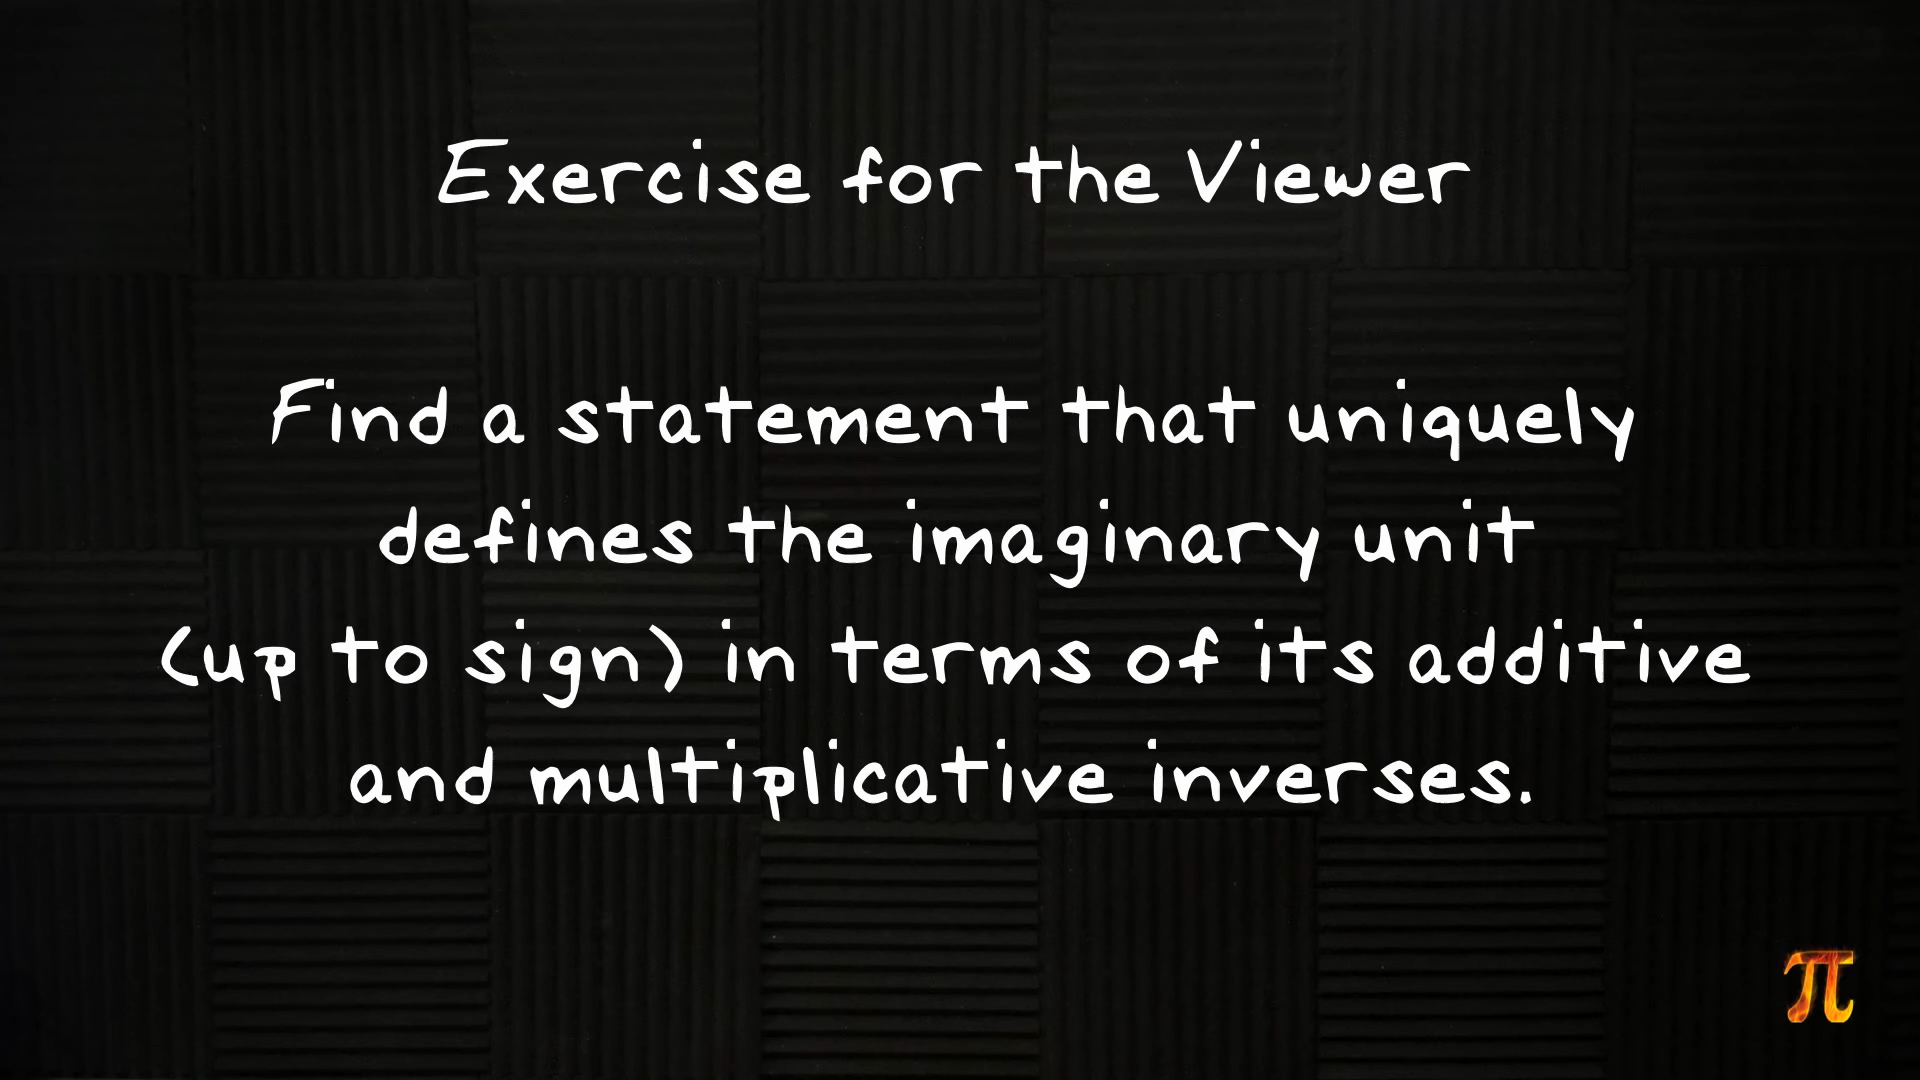 Exercise for the Viewer
Find a statement that uniquely
defines the imaginary unit
(up to sign) in terms of its additive
and multiplicative inverses.
π